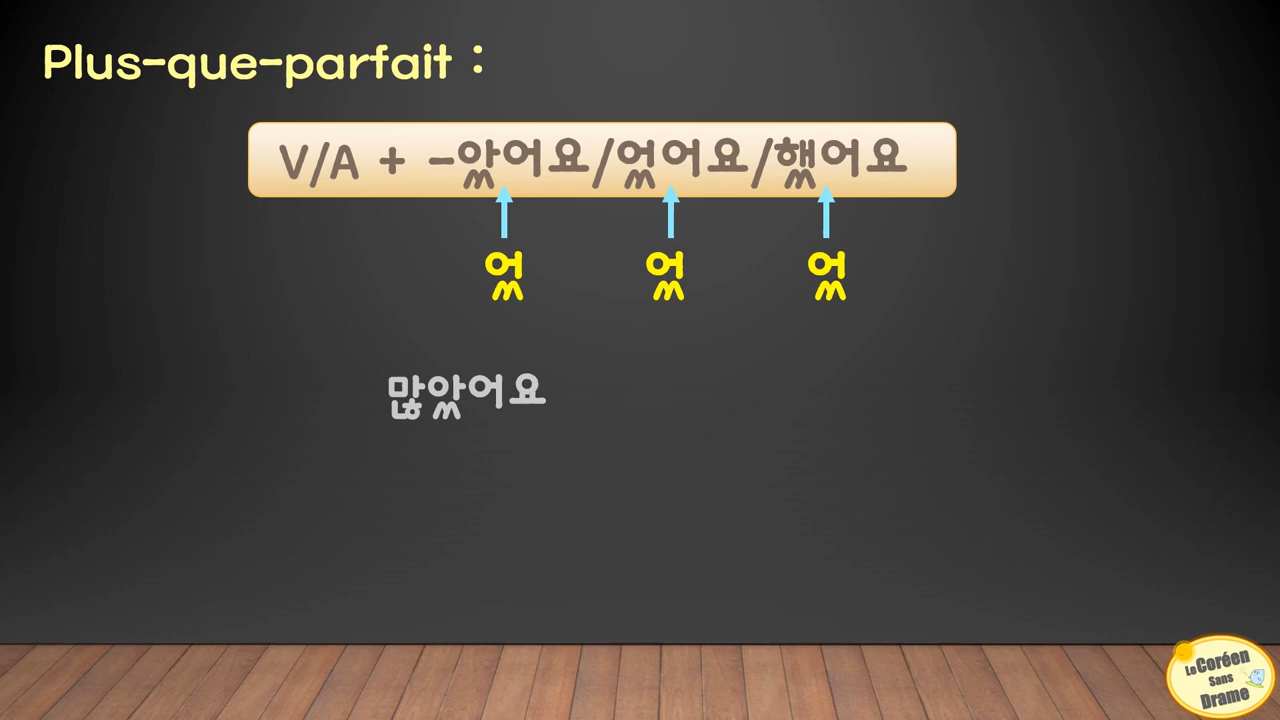 Plus-que-parfait :
V/A + -았어요/었어요/했어요
었 었 었
많았어요
Le Coréen
Sans
Drame